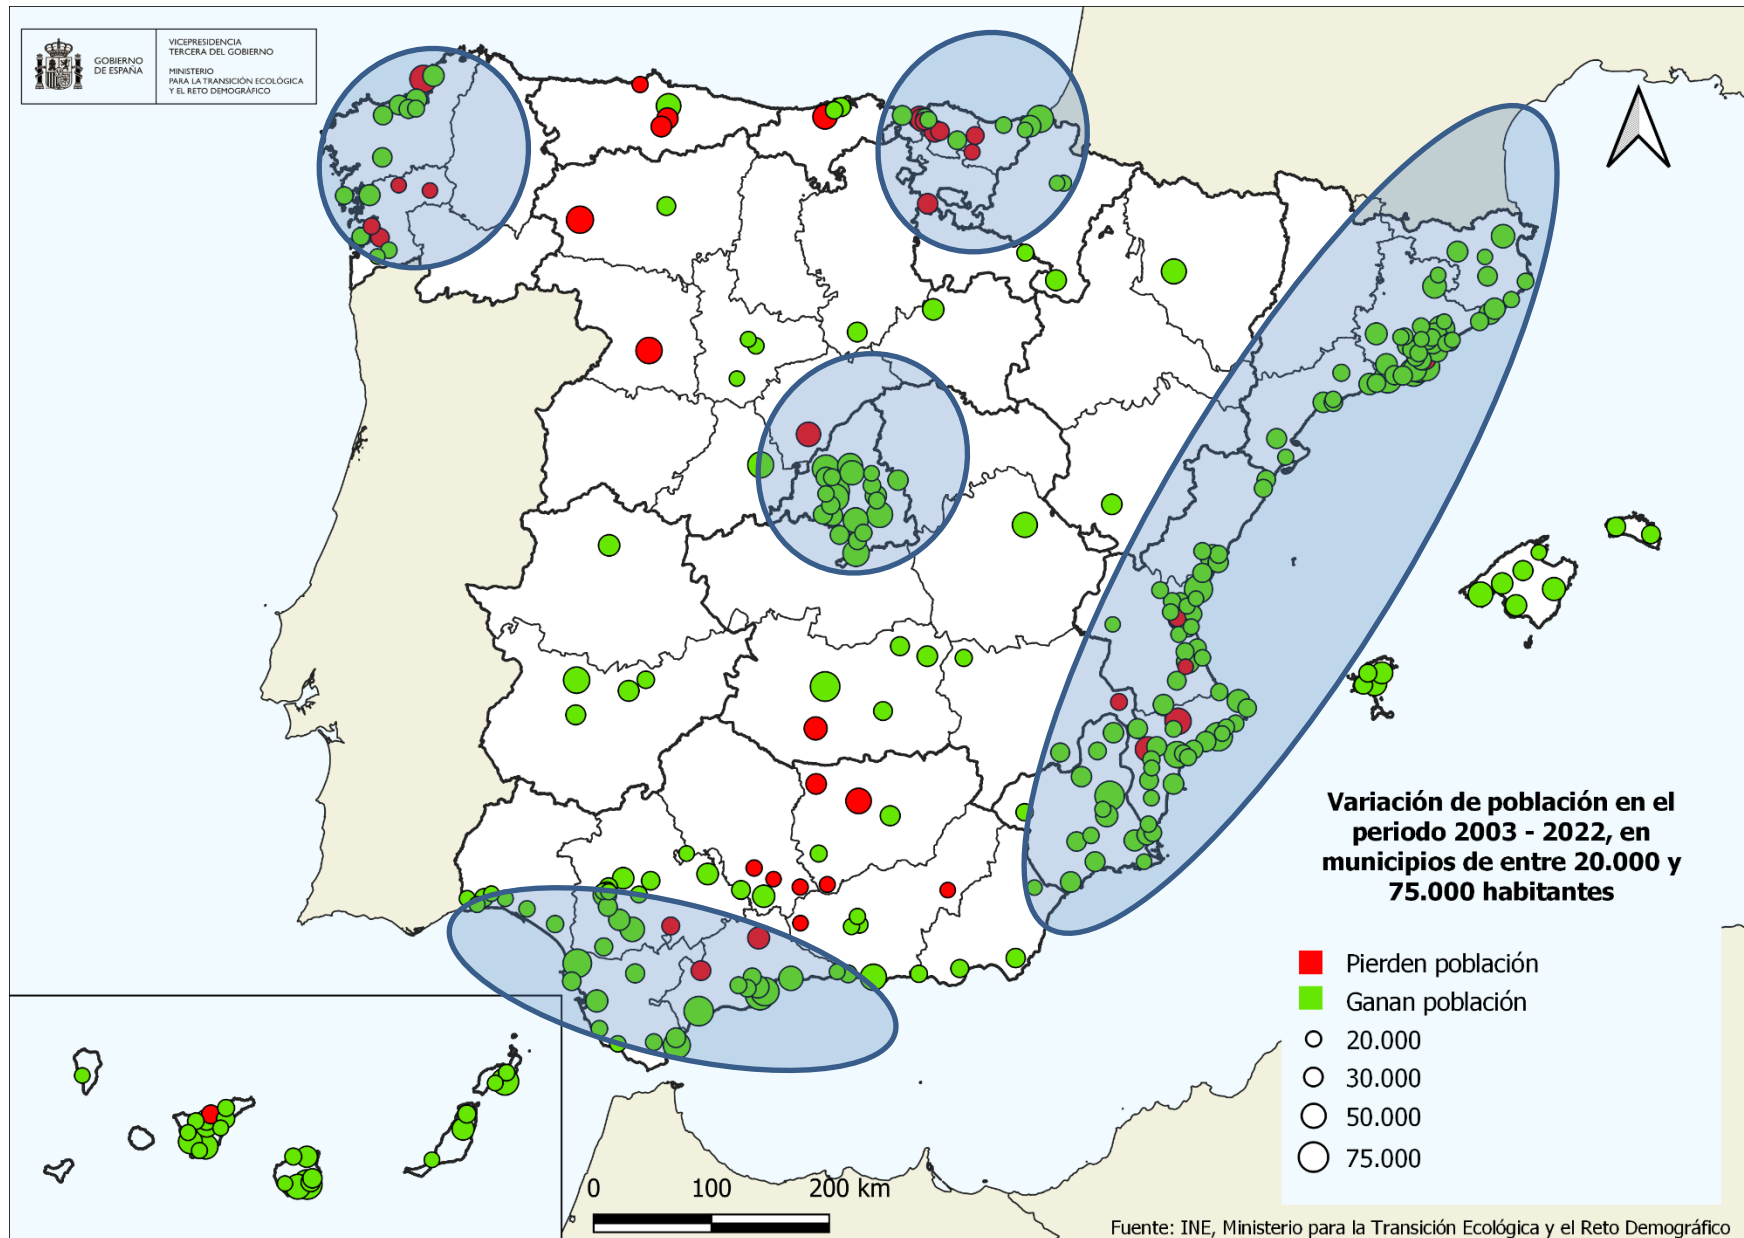 GOBIERNO
DE ESPAÑA
VICEPRESIDENCIA
TERCERA DEL GOBIERNO
MINISTERIO
PARA LA TRANSICIÓN ECOLÓGICA
Y EL RETO DEMOGRÁFICO
Variación de población en el
periodo 2003 - 2022, en
municipios de entre 20.000 y
75.000 habitantes
Pierden población
Ganan población
20.000
30.000
50.000
75.000
0 100 200 km
Fuente: INE, Ministerio para la Transición Ecológica y el Reto Demográfico